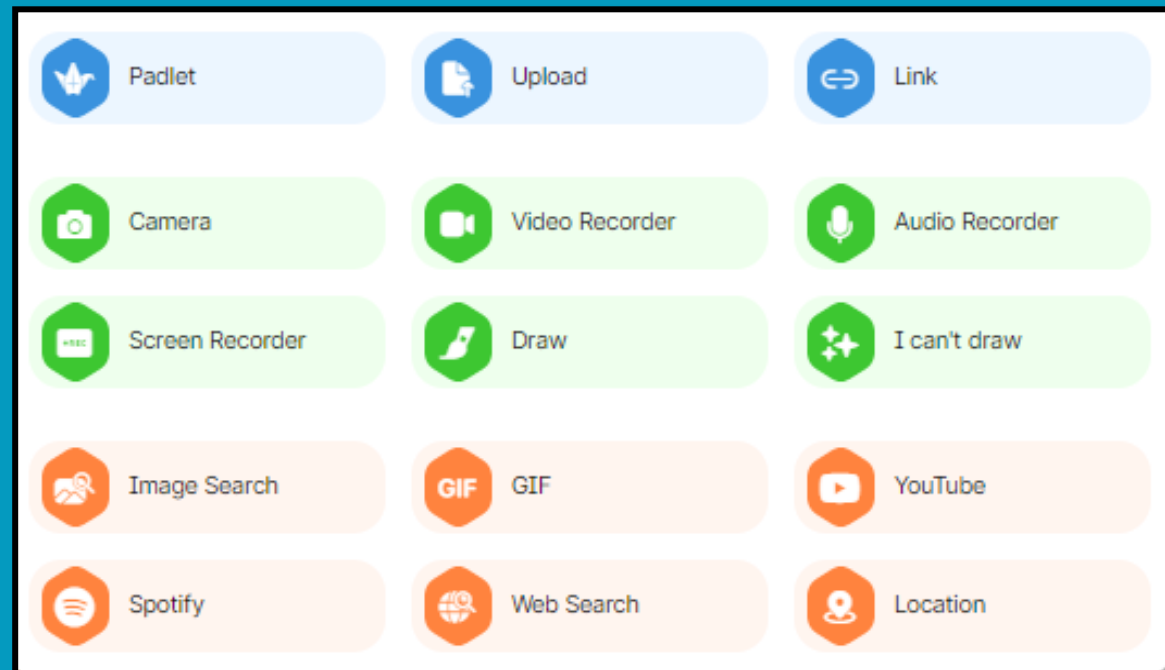 Padlet
Upload
Link
Camera
Video Recorder
Audio Recorder
Screen Recorder
Draw
I can't draw
Image Search
GIF
GIF
YouTube
Spotify
Web Search
Location